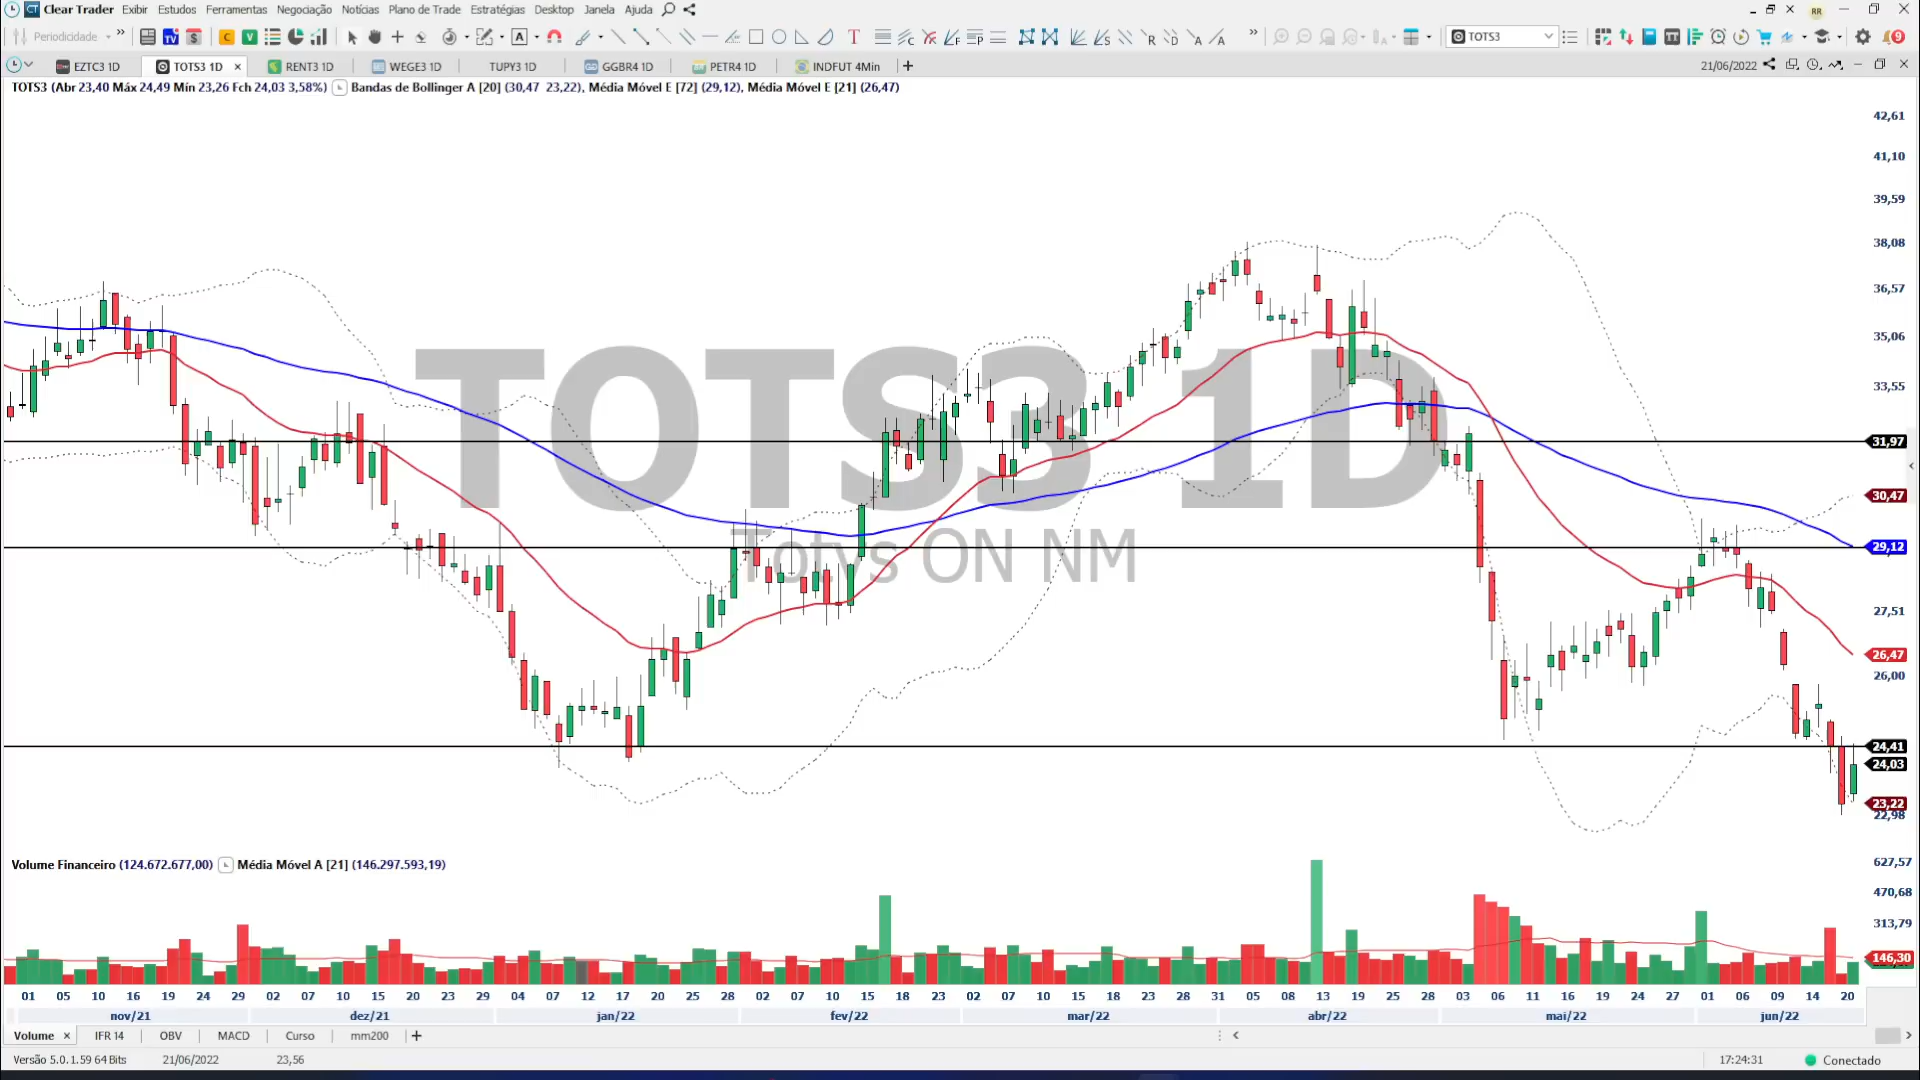 Clear Trader Exibir Estudos Ferramentas Negociação Notícias Plano de Trade Estratégias Desktop Janela Ajuda RR
Periodicidade TV $ C V A T TOTS3 9
EZTC3 1D TOTS3 1D RENT3 1D WEGE3 1D TUPY3 1D GGBR4 1D PETR4 1D INDFUT 4Min 21/06/2022
TOTS3 (Abr 23,40 Máx 24,49 Mín 23,26 Fch 24,03 3,58%) Bandas de Bollinger A [20] (30,47 23,22), Média Móvel E [72] (29,12), Média Móvel E [21] (26,47)
42,61
41,10
39,59
38,08
36,57
35,06
33,55
31,97
30,47
29,12
27,51
26,47
26,00
24,41
24,03
23,22
22,98
TOTS3 1D
Totvs ON NM
Volume Financeiro (124.672.677,00) Média Móvel A [21] (146.297.593,19)
627,57
470,68
313,79
146,30
01 05 10 16 19 24 29 02 07 10 15 20 23 29 04 07 12 17 20 25 28 02 07 10 15 18 23 02 07 10 15 18 23 28 31 05 08 13 19 25 28 03 06 11 16 19 24 27 01 06 09 14 20
nov/21 dez/21 jan/22 fev/22 mar/22 abr/22 mai/22 jun/22
Volume IFR 14 OBV MACD Curso mm200
Versão 5.0.1.59 64 Bits 21/06/2022 23,56 17:24:31 Conectado